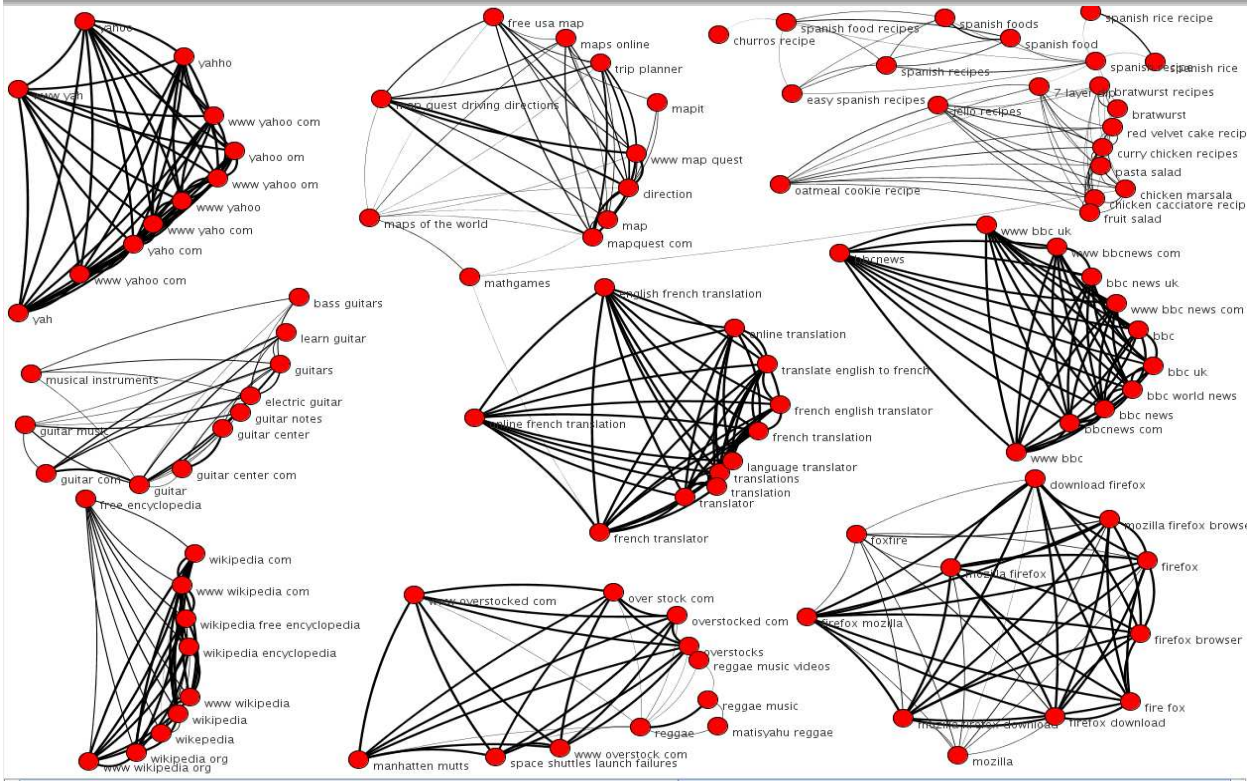 yahoo
yahho
www yah
www yahoo com
yahoo om
www yahoo om
www yahoo
www yaho com
yaho com
www yahoo com
yah
free usa map
maps online
trip planner
map quest driving directions
mapit
www map quest
direction
maps of the world
map
mapquest com
mathgames
churros recipe
spanish food recipes
spanish foods
spanish food
spanish rice recipe
spanish recipe
spanish rice
spanish recipes
easy spanish recipes
7 layer dip
bratwurst recipes
jello recipes
bratwurst
red velvet cake recip
curry chicken recipes
pasta salad
oatmeal cookie recipe
chicken marsala
chicken cacciatore recip
fruit salad
bass guitars
learn guitar
guitars
musical instruments
electric guitar
guitar notes
guitar music
guitar center
guitar center com
guitar com
guitar
english french translation
online translation
translate english to french
french english translator
online french translation
french translation
language translator
translations
translation
translator
french translator
www bbc uk
www bbcnews com
bbcnews
bbc news uk
www bbc news com
bbc
bbc uk
bbc world news
bbc news
bbcnews com
www bbc
free encyclopedia
wikipedia com
www wikipedia com
wikipedia free encyclopedia
wikipedia encyclopedia
www wikipedia
wikipedia
wikepedia
wikipedia org
www wikipedia org
www overstocked com
over stock com
overstocked com
overstocks
reggae music videos
reggae music
reggae
matisyahu reggae
www overstock com
space shuttles launch failures
manhatten mutts
download firefox
mozilla firefox browse
foxfire
firefox
mozilla firefox
firefox mozilla
firefox browser
fire fox
mozilla firefox download
firefox download
mozilla